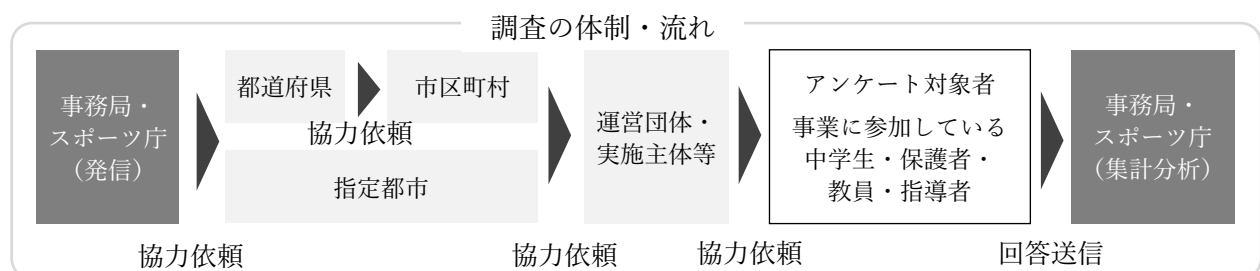 調査の体制・流れ
事務局・
スポーツ庁
（発信）
都道府県
市区町村
協力依頼
指定都市
運営団体・
実施主体等
アンケート対象者
事業に参加している
中学生・保護者・
教員・指導者
事務局・
スポーツ庁
（集計分析）
協力依頼
協力依頼
協力依頼
回答送信